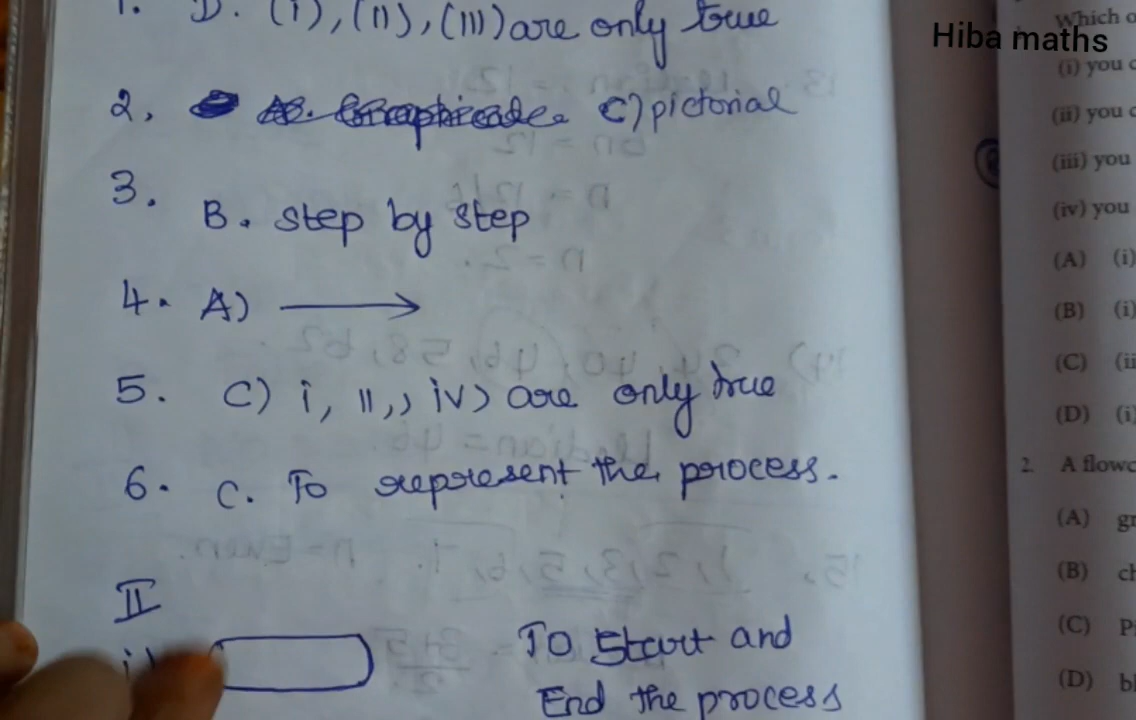 1. D. (i), (ii), (iii) are only true
2. C) pictorial
3. B. step by step
4. A) ⟶
5. C) i, ii,, iv) are only true
6. C. To represent the process.
II
i) To Start and
End the process
Hiba maths
Which
(i) you
(ii) you
(iii) you
(iv) you
(A) (i)
(B) (i)
(C) (ii
(D) (i)
2. A flowc
(A) gr
(B) ch
(C) P
(D) bl